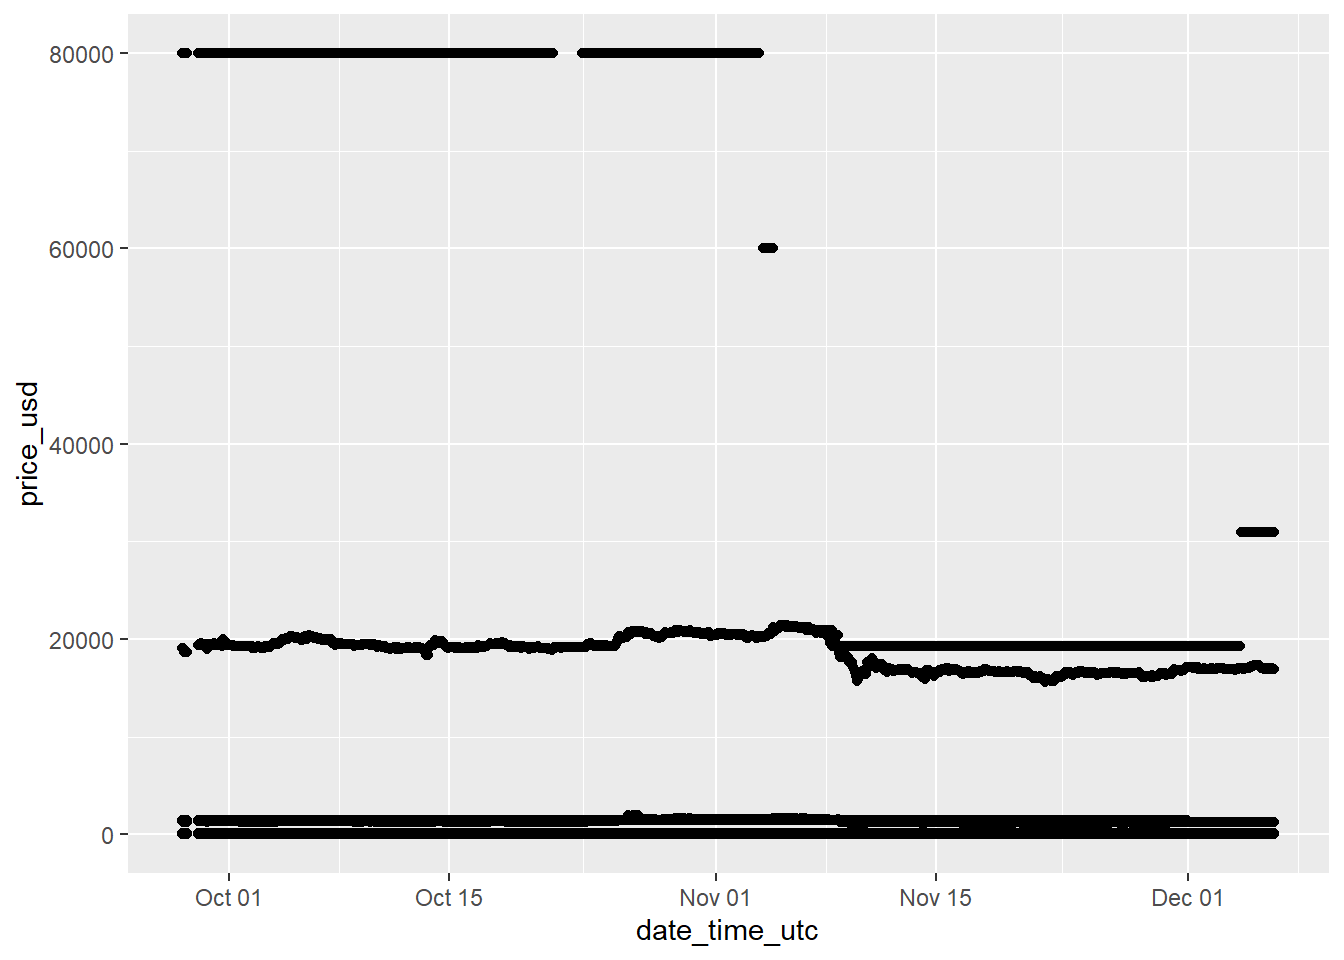 80000
60000
40000
20000
0
price_usd
Oct 01
Oct 15
Nov 01
Nov 15
Dec 01
date_time_utc